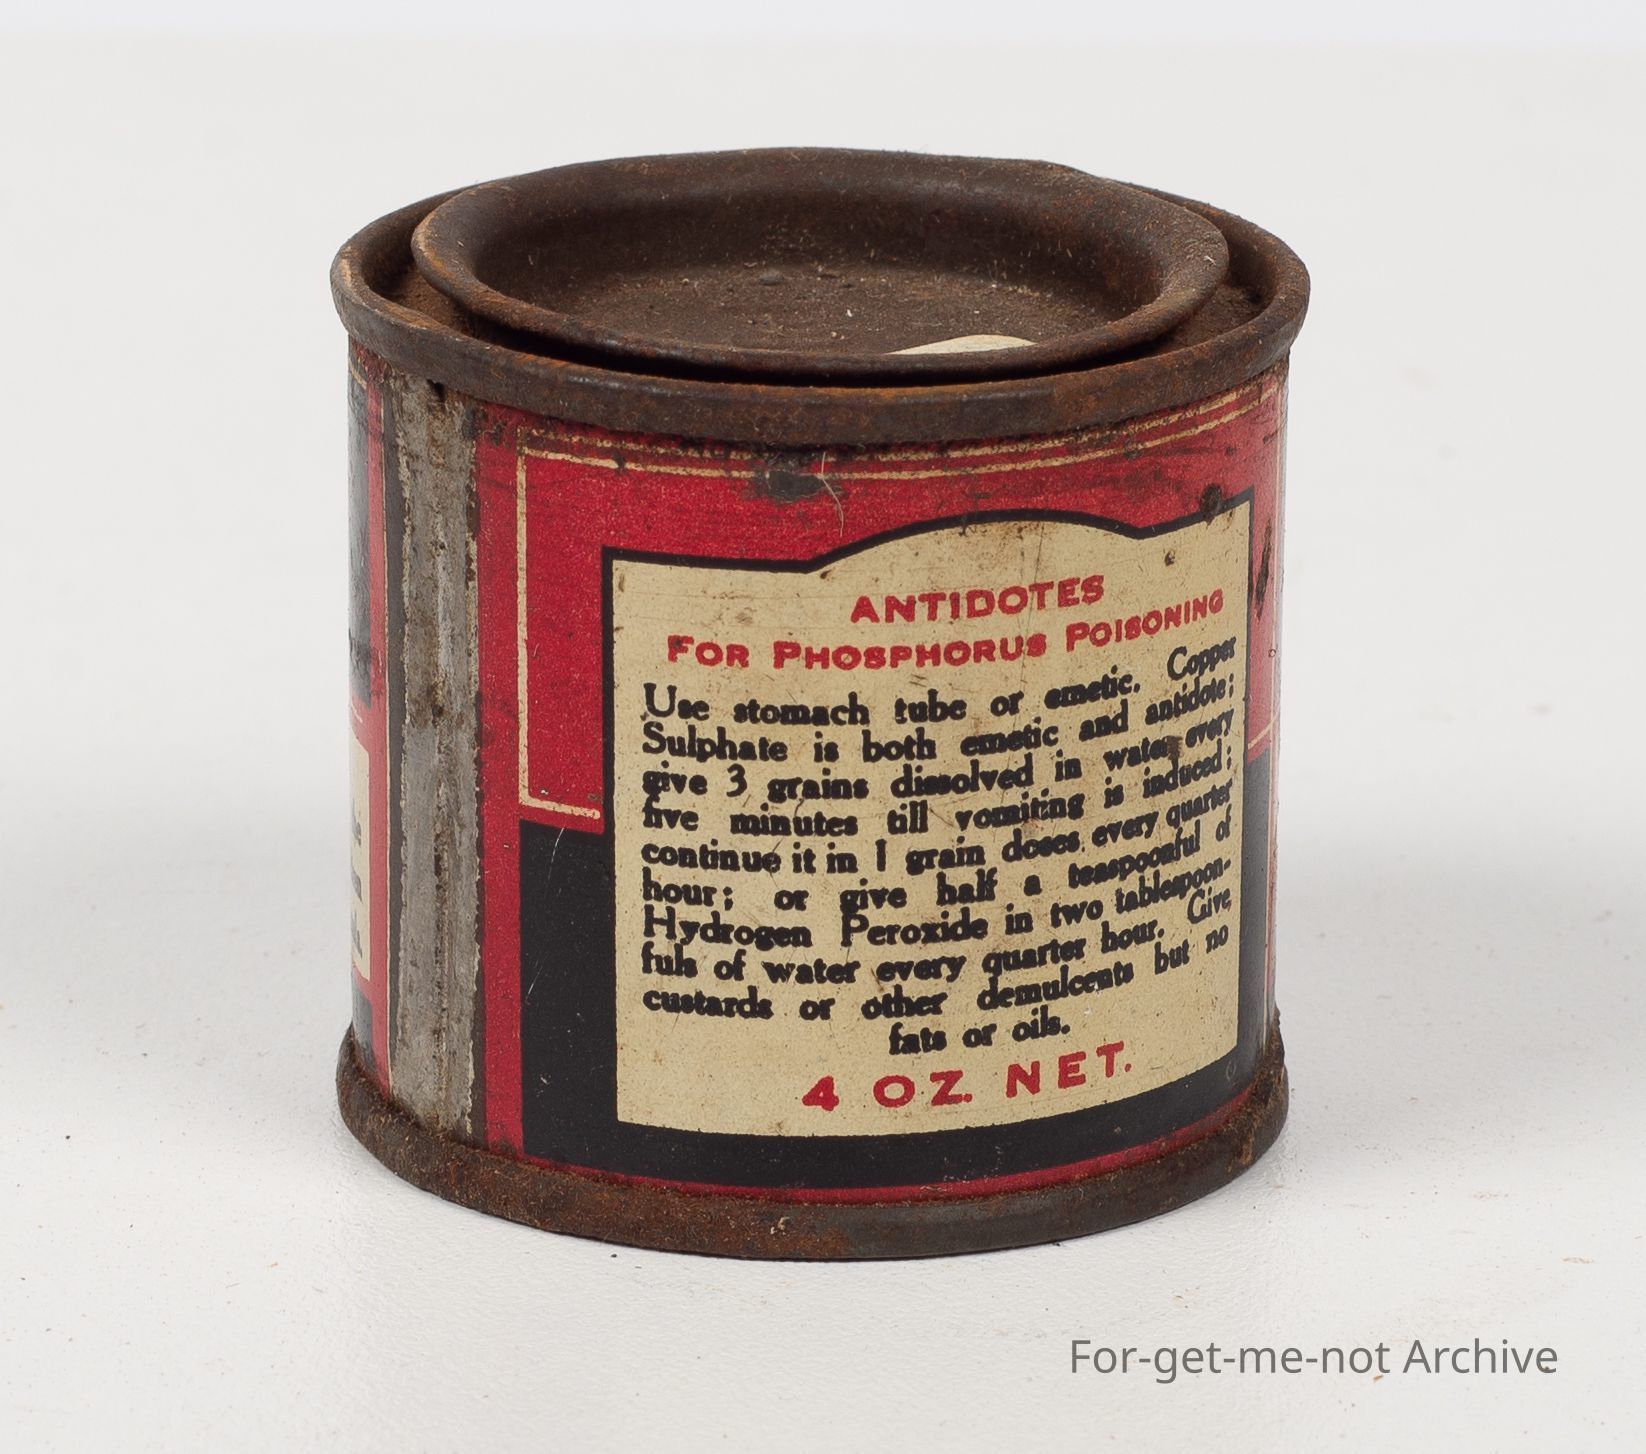 ANTIDOTES
FOR PHOSPHORUS POISONING
Use stomach tube or emetic. Copper
Sulphate is both emetic and antidote;
give 3 grains dissolved in water every
five minutes till vomiting is induced;
continue it in 1 grain doses every quarter
hour; or give half a teaspoonful of
Hydrogen Peroxide in two tablespoon-
fuls of water every quarter hour. Give
custards or other demulcents but no
fats or oils.
4 OZ. NET.
For-get-me-not Archive